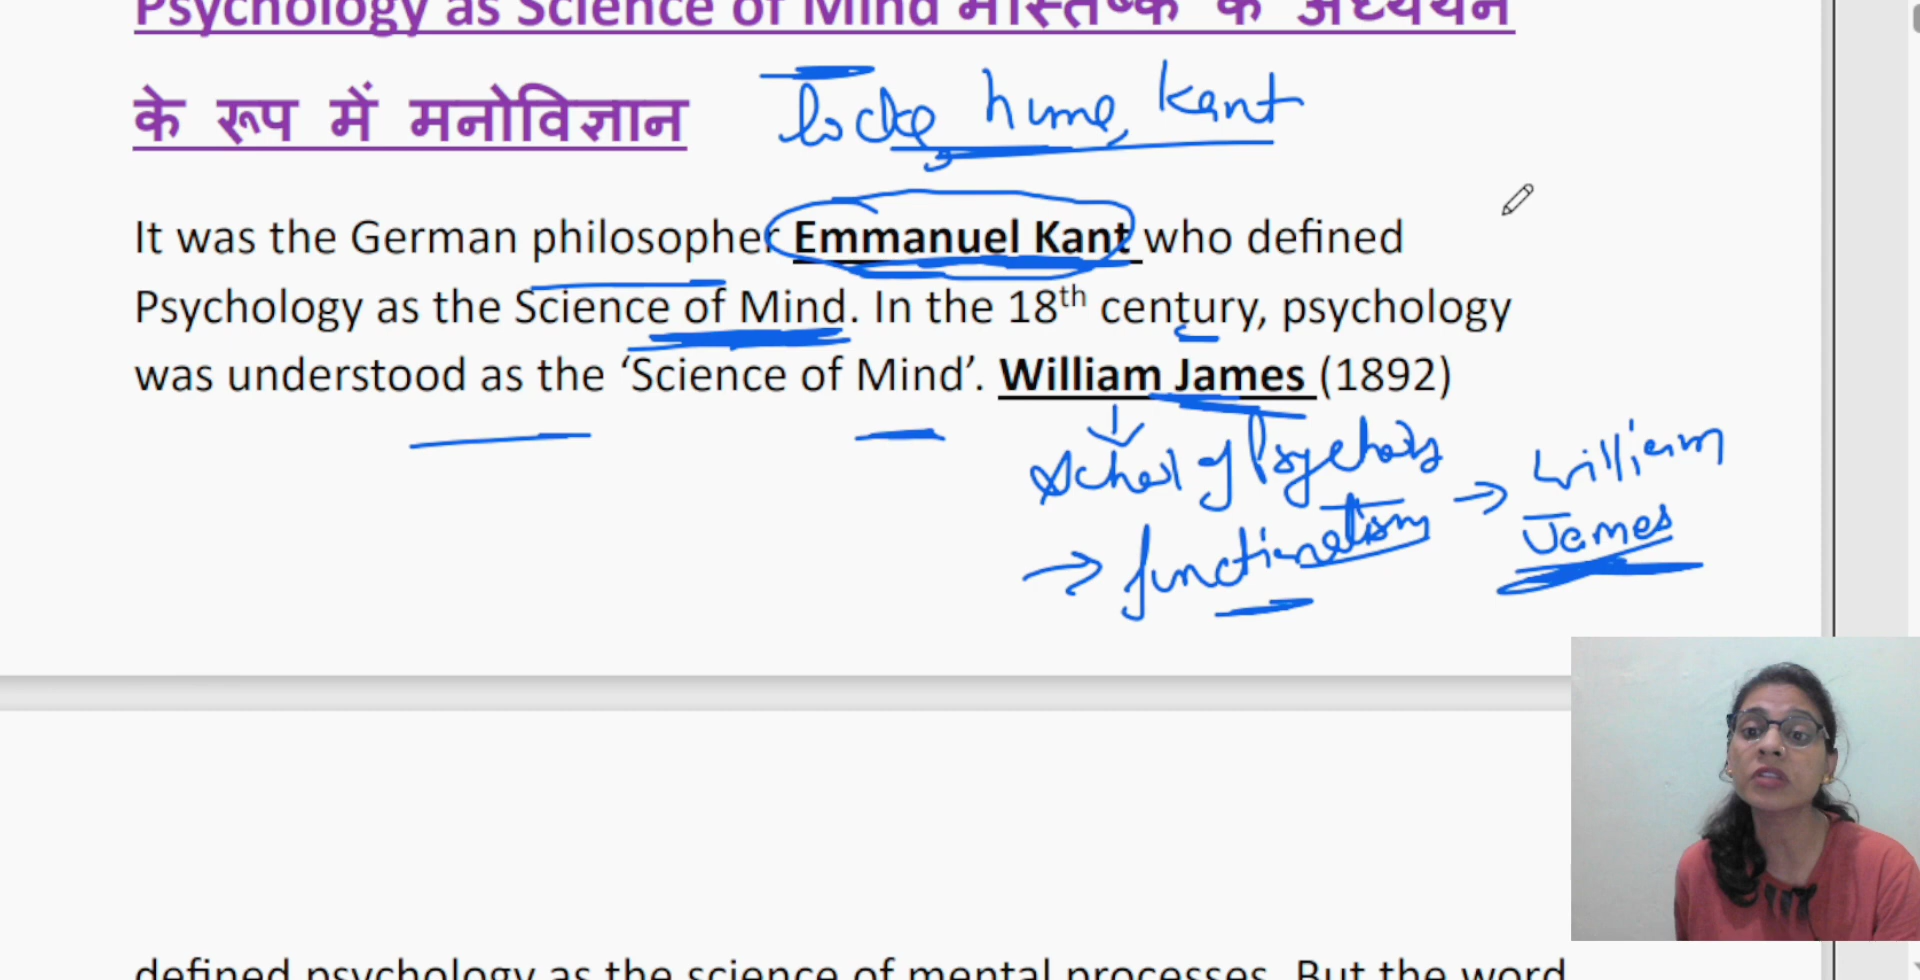 Psychology as Science of Mind मस्तिष्क के अध्ययन
के रूप में मनोविज्ञान
locke, hume, kant
It was the German philosopher Emmanuel Kant who defined
Psychology as the Science of Mind. In the 18th century, psychology
was understood as the ‘Science of Mind’. William James (1892)
School of Psychology
→ functionalism → William
James
defined psychology as the science of mental processes. But the word